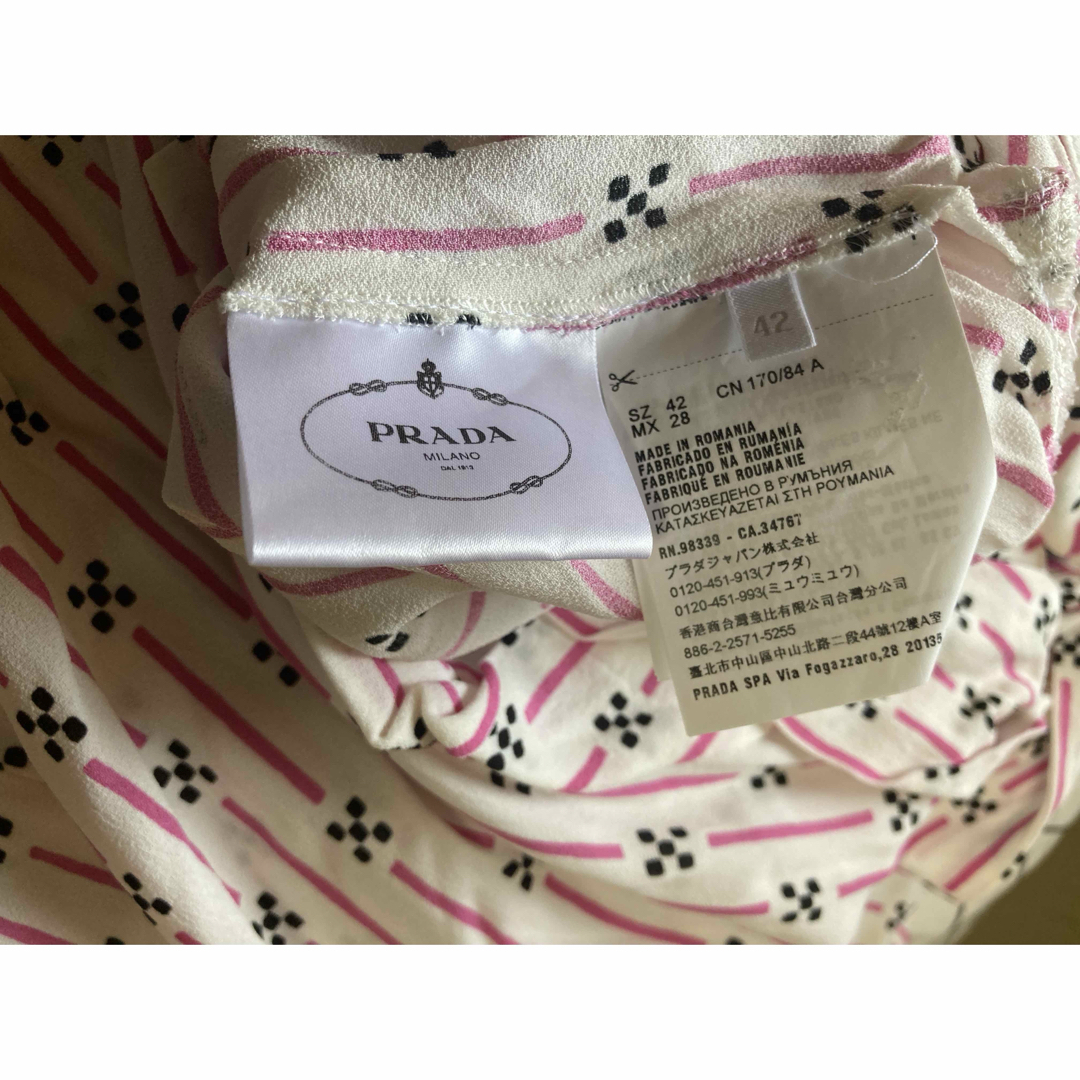 PRADA
MILANO
DAL 1913
42
SZ 42 CN 170/84 A
MX 28
MADE IN ROMANIA
FABRICADO EN RUMANÍA
FABRICADO NA ROMÉNIA
FABRIQUÉ EN ROUMANIE
ПРОИЗВЕДЕНО В РУМЪНИЯ
ΚΑΤΑΣΚΕΥΑΖΕΤΑΙ ΣΤΗ ΡΟΥΜΑΝΙΑ
RN.98339 - CA.34767
プラダジャパン株式会社
0120-451-913(プラダ)
0120-451-993(ミュウミュウ)
香港商台灣意比有限公司台灣分公司
886-2-2571-5255
臺北市中山區中山北路二段44號12樓A室
PRADA SPA Via Fogazzaro,28 20135